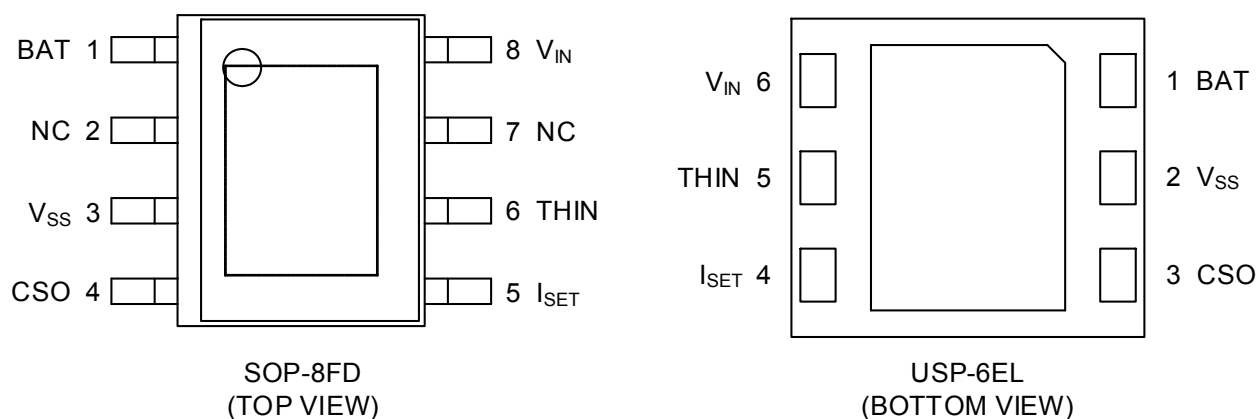 BAT 1
8 VIN
NC 2
7 NC
VSS 3
6 THIN
CSO 4
5 ISET
SOP-8FD
(TOP VIEW)
VIN 6
1 BAT
THIN 5
2 VSS
ISET 4
3 CSO
USP-6EL
(BOTTOM VIEW)